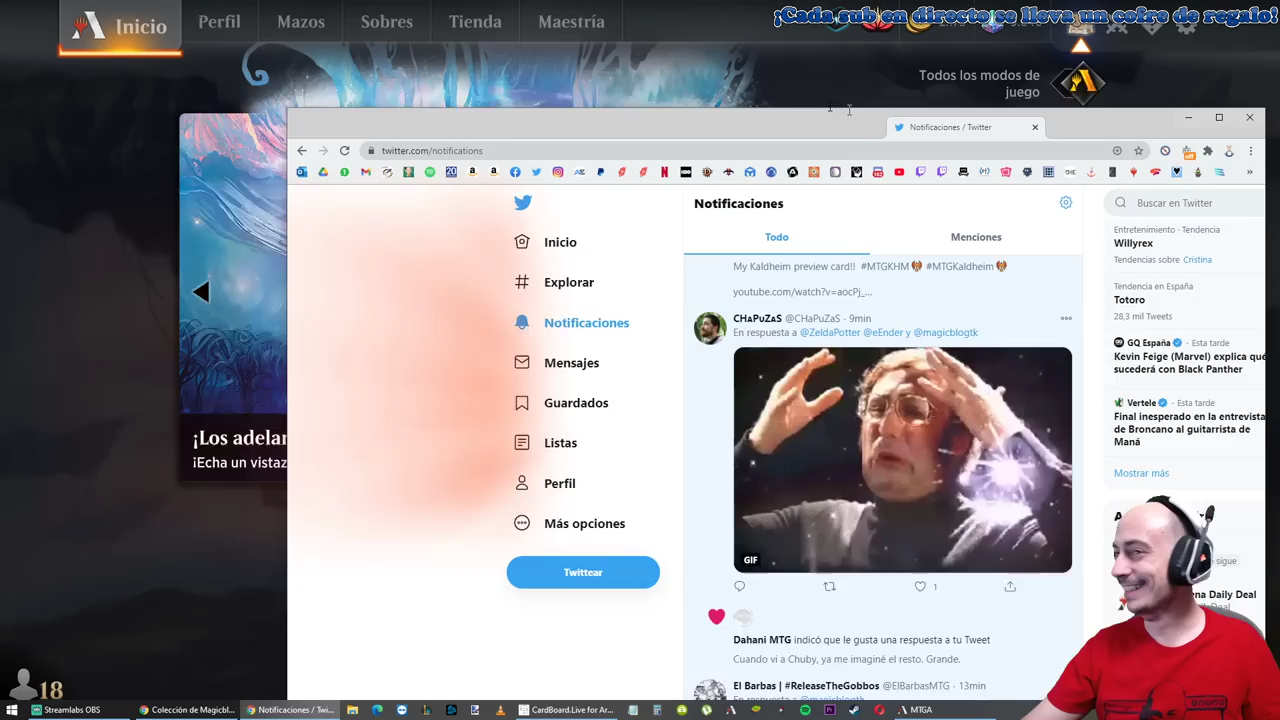 ¡Cada sub en directo se lleva un cofre de regalo!
Inicio
Perfil
Mazos
Sobres
Tienda
Maestría
Todos los modos de
juego
Notificaciones / Twitter
twitter.com/notifications
Inicio
Explorar
Notificaciones
Mensajes
Guardados
Listas
Perfil
Más opciones
Twittear
Notificaciones
Todo
Menciones
My Kaldheim preview card!! #MTGKHM #MTGKaldheim
youtube.com/watch?v=aocPj_...
CHᴀPᴜZᴀS @CHaPuZaS · 9min
En respuesta a @ZeldaPotter @eEnder y @magicblogtk
GIF
1
Dahani MTG indicó que le gusta una respuesta a tu Tweet
Cuando vi a Chuby, ya me imaginé el resto. Grande.
El Barbas | #ReleaseTheGobbos @ElBarbasMTG · 13min
En respuesta a @magicblogtk
Buscar en Twitter
Entretenimiento · Tendencia
Willyrex
Tendencias sobre Cristina
Tendencia en España
Totoro
28,3 mil Tweets
GQ España · Esta tarde
Kevin Feige (Marvel) explica qué
sucederá con Black Panther
Vertele · Esta tarde
Final inesperado en la entrevista
de Broncano al guitarrista de
Maná
Mostrar más
sigue
ena Daily Deal
¡Los adelan
¡Echa un vistaz
18
Streamlabs OBS
Colección de Magicbl...
Notificaciones / Twi...
CardBoard.Live for Ar...
MTGA